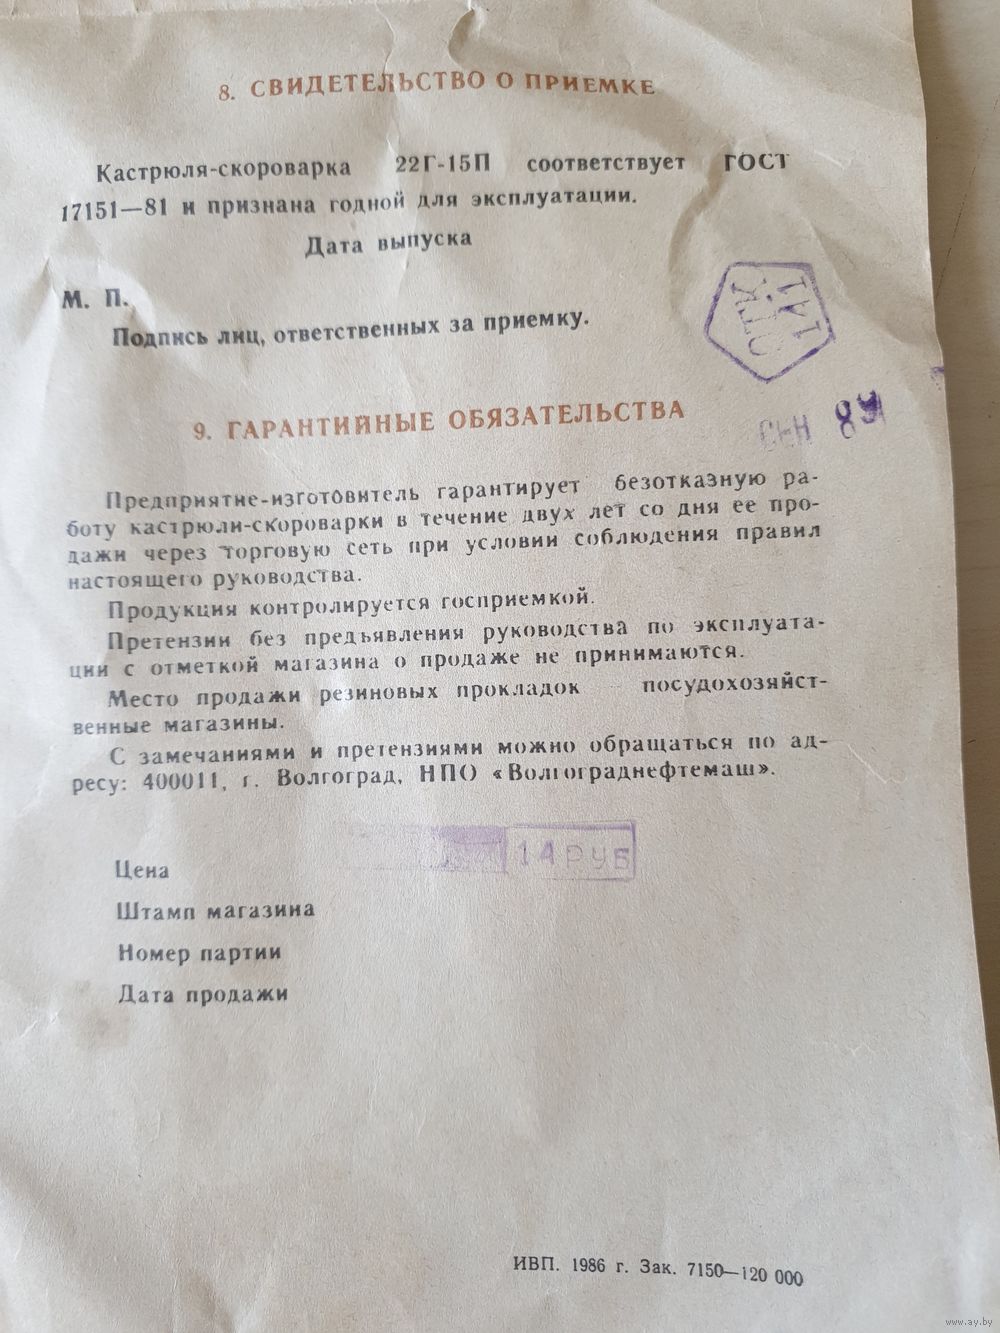 8. СВИДЕТЕЛЬСТВО О ПРИЕМКЕ
Кастрюля-скороварка 22Г-15П соответствует ГОСТ
17151—81 и признана годной для эксплуатации.
Дата выпуска
М. П.
Подпись лиц, ответственных за приемку.
ОТК
9. ГАРАНТИЙНЫЕ ОБЯЗАТЕЛЬСТВА
Предприятие-изготовитель гарантирует безотказную ра-
боту кастрюли-скороварки в течение двух лет со дня ее про-
дажи через торговую сеть при условии соблюдения правил
настоящего руководства.
Продукция контролируется госприемкой.
Претензии без предъявления руководства по эксплуата-
ции с отметкой магазина о продаже не принимаются.
Место продажи резиновых прокладок посудохозяйст-
венные магазины.
С замечаниями и претензиями можно обращаться по ад-
ресу: 400011, г. Волгоград, НПО «Волгограднефтемаш».
14 РУБ
Цена
Штамп магазина
Номер партии
Дата продажи
ИВП. 1986 г. Зак. 7150—120 000
www.ay.by